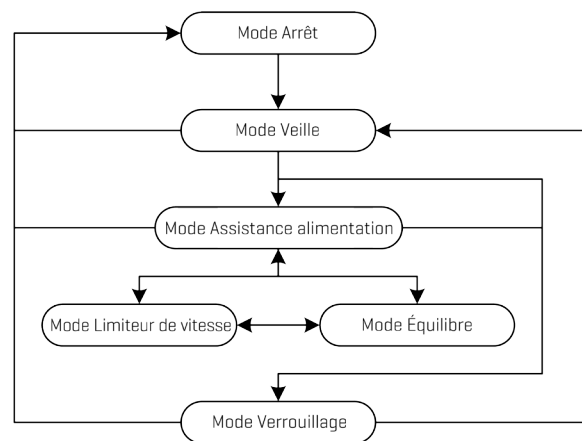 Mode Arrêt
Mode Veille
Mode Assistance alimentation
Mode Limiteur de vitesse
Mode Équilibre
Mode Verrouillage